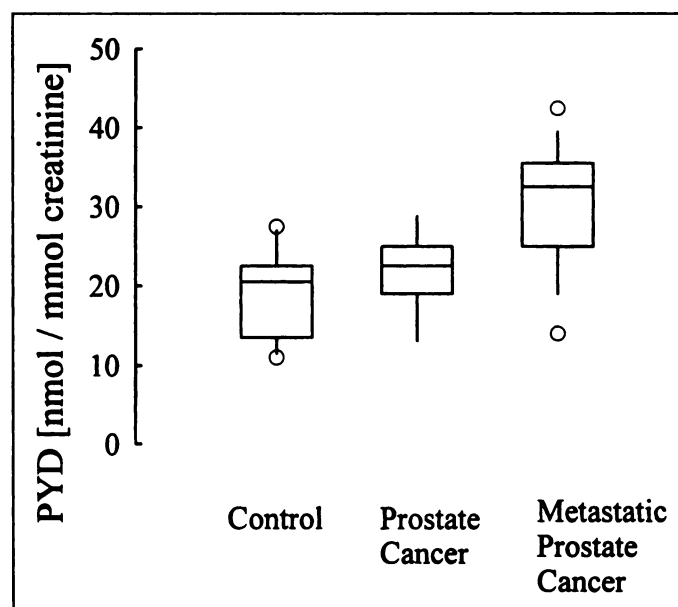 PYD [nmol / mmol creatinine]
50
40
30
20
10
0
Control
Prostate
Cancer
Metastatic
Prostate
Cancer